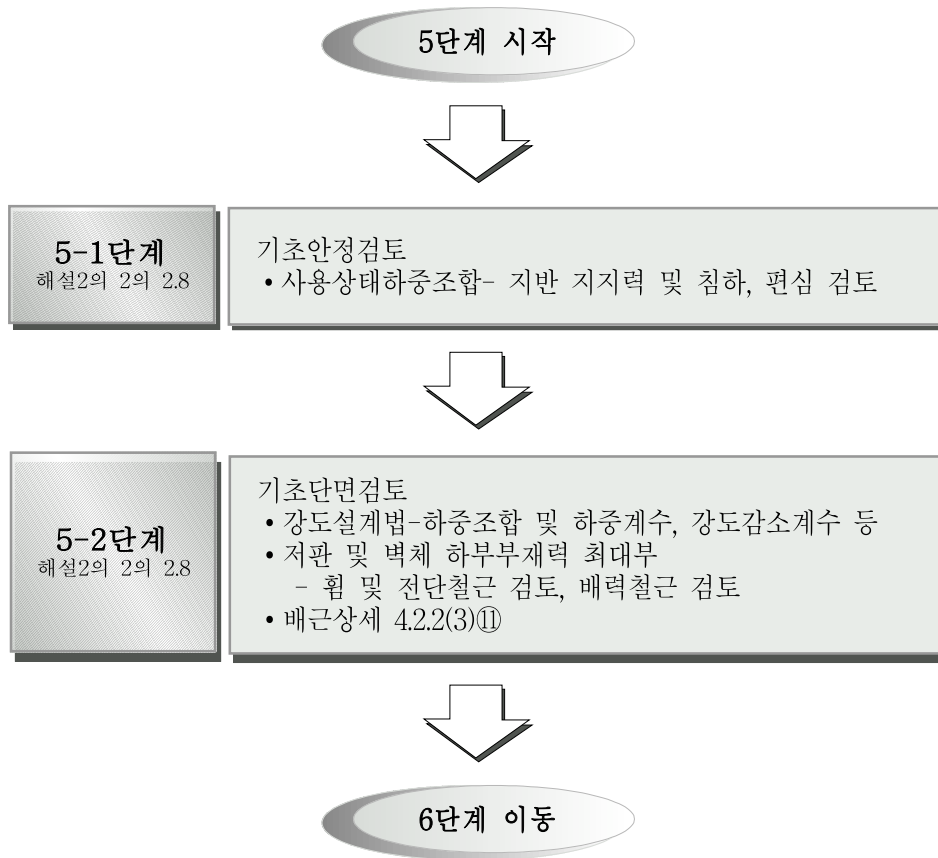 5단계 시작
5-1단계
해설2의 2의 2.8
기초안정검토
• 사용상태하중조합- 지반 지지력 및 침하, 편심 검토
5-2단계
해설2의 2의 2.8
기초단면검토
• 강도설계법-하중조합 및 하중계수, 강도감소계수 등
• 저판 및 벽체 하부부재력 최대부
- 휨 및 전단철근 검토, 배력철근 검토
• 배근상세 4.2.2(3)⑪
6단계 이동